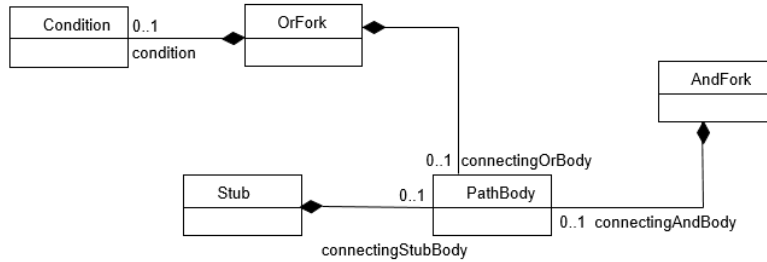 Condition
0..1
OrFork
condition
AndFork
0..1 connectingOrBody
Stub
0..1
PathBody
0..1 connectingAndBody
connectingStubBody